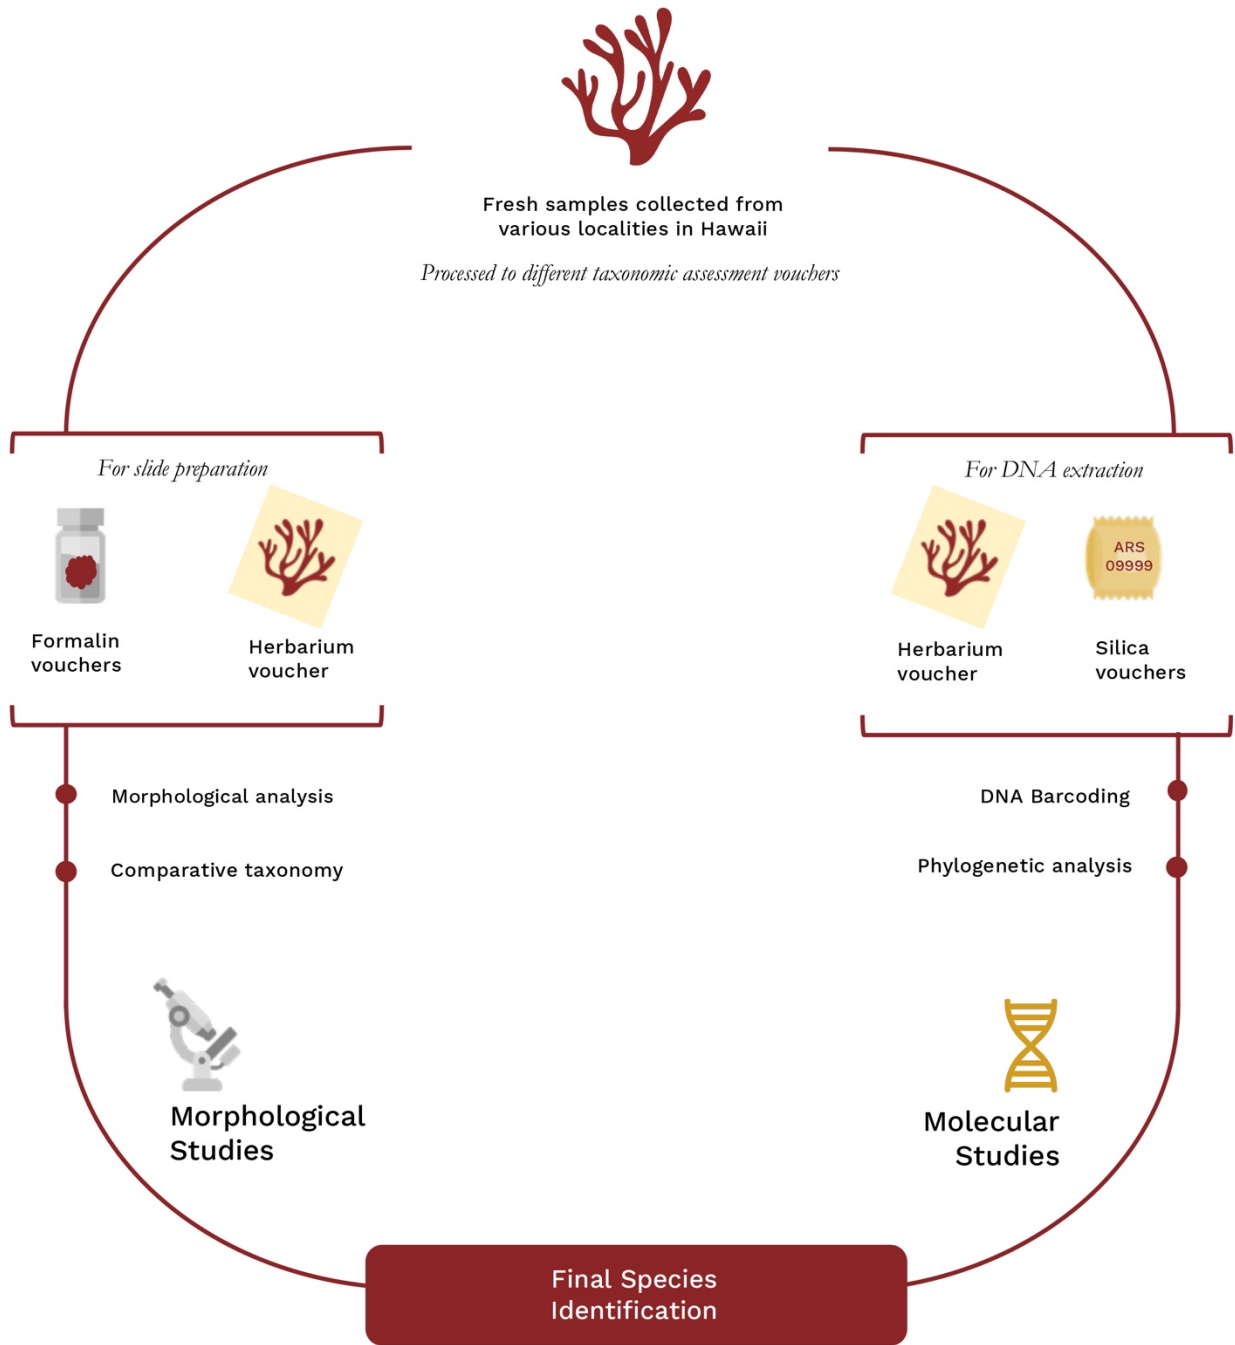 Fresh samples collected from
various localities in Hawaii
Processed to different taxonomic assessment vouchers
For slide preparation
Formalin
vouchers
Herbarium
voucher
Morphological analysis
Comparative taxonomy
Morphological
Studies
For DNA extraction
Herbarium
voucher
ARS
09999
Silica
vouchers
DNA Barcoding
Phylogenetic analysis
Molecular
Studies
Final Species
Identification